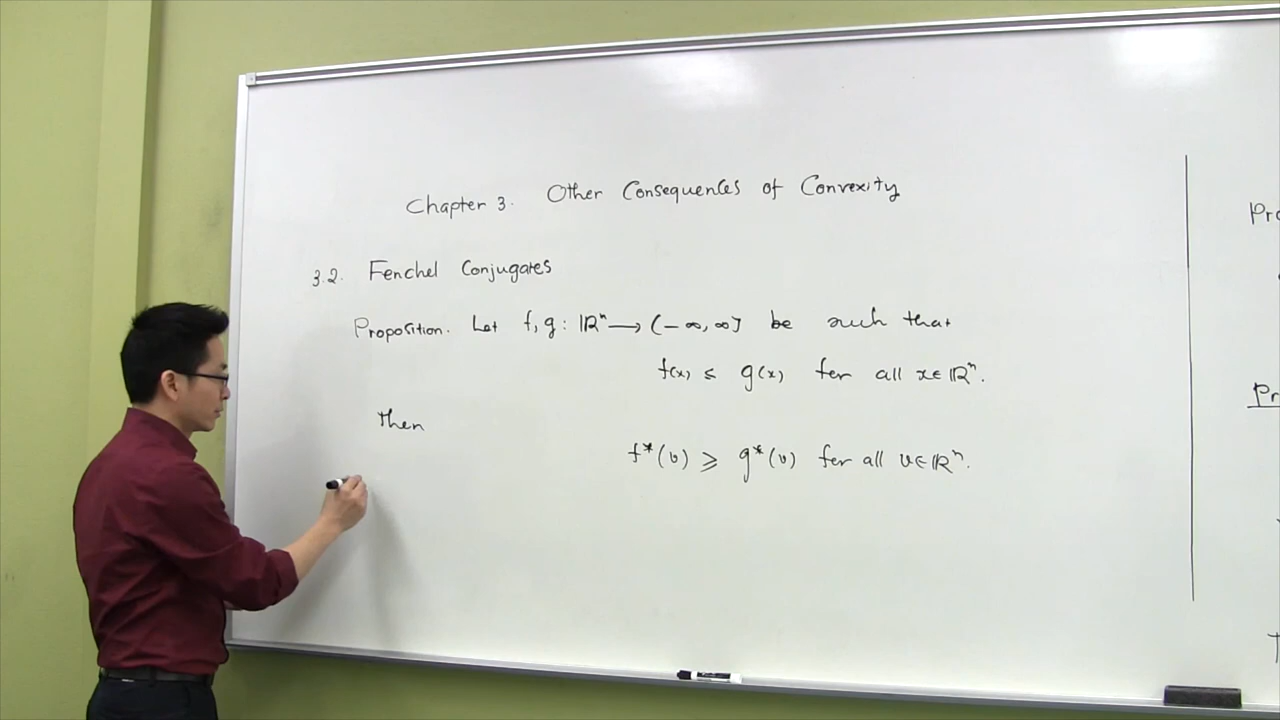 Chapter 3. Other Consequences of Convexity
3.2. Fenchel Conjugates
Proposition. Let f, g : ℝⁿ → (-∞, ∞] be such that
f(x) ≤ g(x) for all x ∈ ℝⁿ.
Then
f*(v) ≥ g*(v) for all v ∈ ℝⁿ.